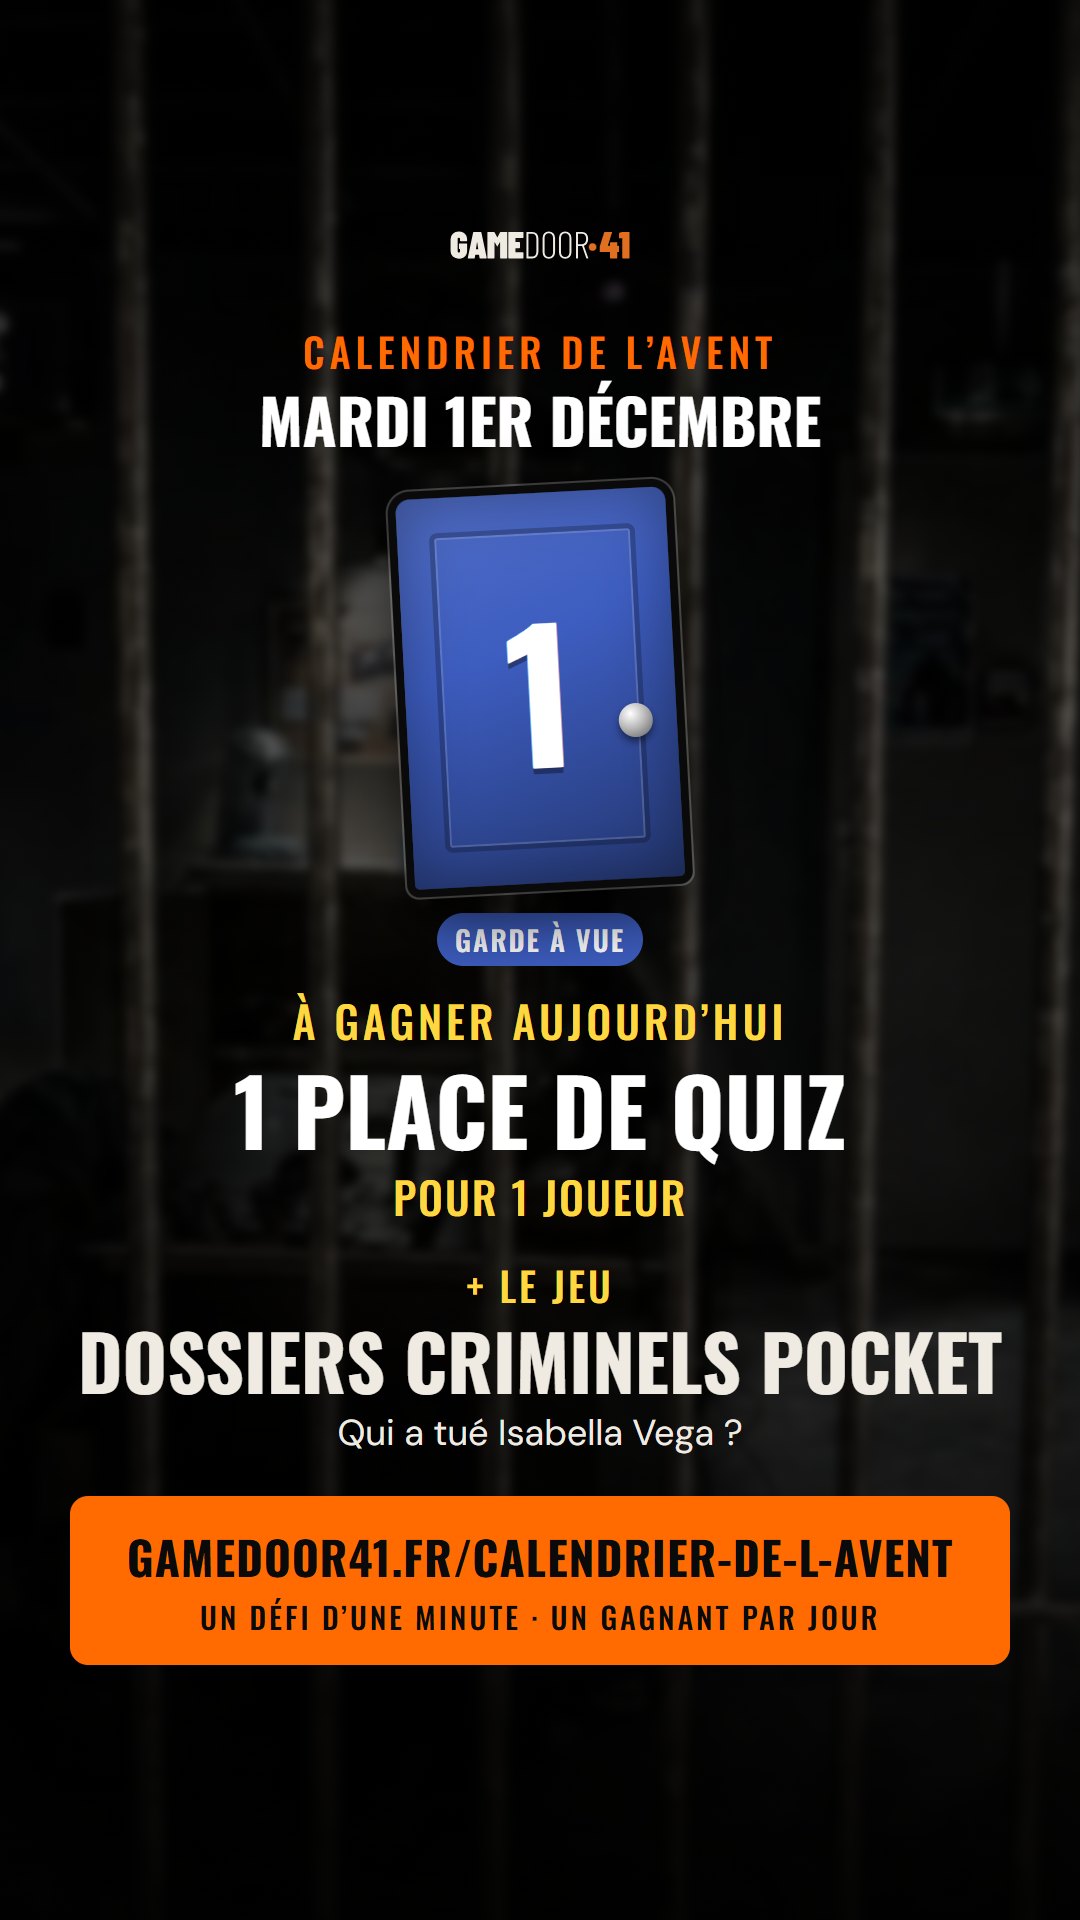 GAMEDOOR·41
CALENDRIER DE L’AVENT
MARDI 1ER DÉCEMBRE
1
GARDE À VUE
À GAGNER AUJOURD’HUI
1 PLACE DE QUIZ
POUR 1 JOUEUR
+ LE JEU
DOSSIERS CRIMINELS POCKET
Qui a tué Isabella Vega ?
GAMEDOOR41.FR/CALENDRIER-DE-L-AVENT
UN DÉFI D’UNE MINUTE · UN GAGNANT PAR JOUR